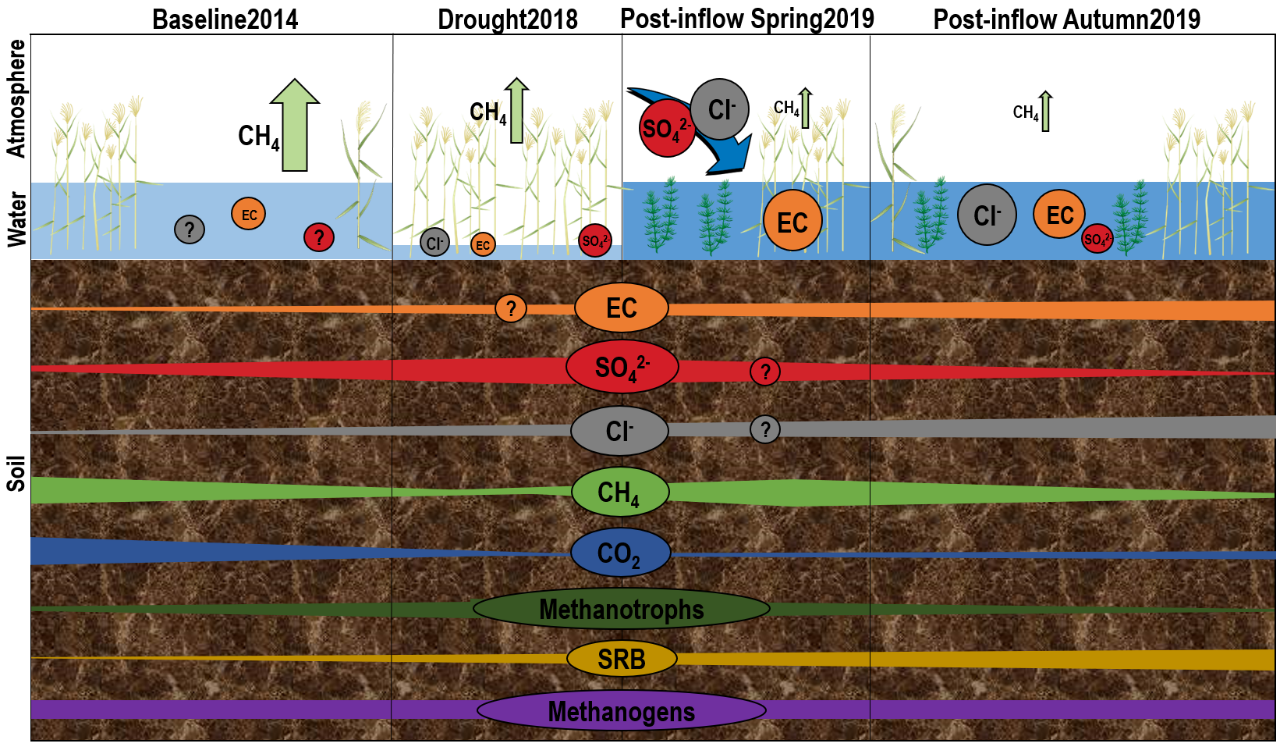 Baseline2014 Drought2018 Post-inflow Spring2019 Post-inflow Autumn2019
Atmosphere
CH₄
CH₄
SO₄²⁻
Cl⁻
CH₄
CH₄
Water
?
EC
?
Cl⁻
EC
SO₄²⁻
EC
Cl⁻
EC
SO₄²⁻
Soil
? EC
SO₄²⁻ ?
Cl⁻ ?
CH₄
CO₂
Methanotrophs
SRB
Methanogens